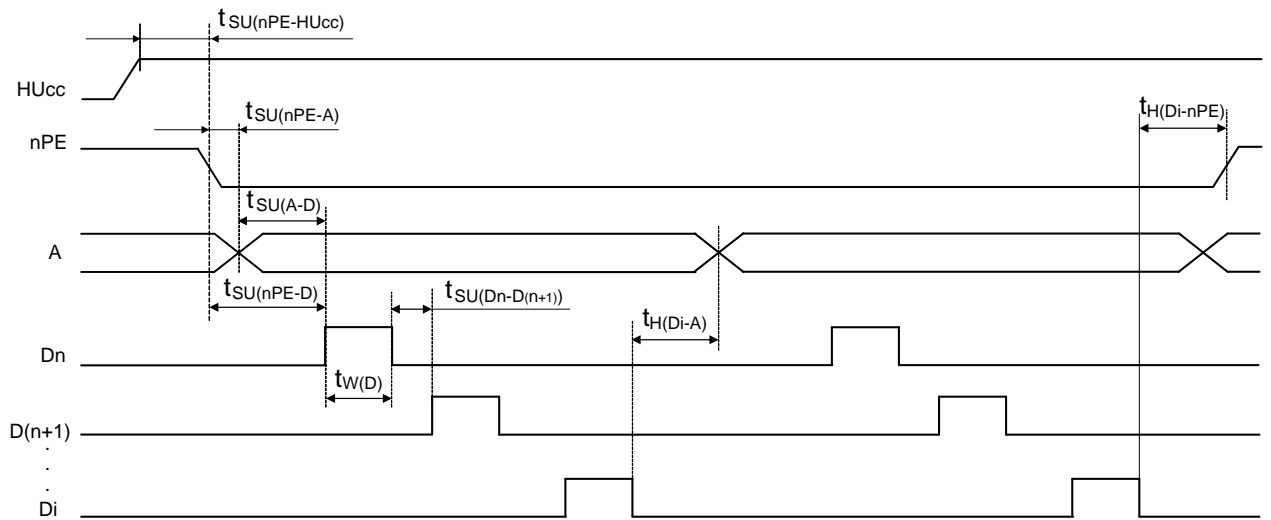 tSU(nPE-HUcc)
HUcc
tSU(nPE-A)
tH(Di-nPE)
nPE
tSU(A-D)
A
tSU(nPE-D)
tSU(Dn-D(n+1))
tH(Di-A)
Dn
tW(D)
D(n+1)
.
.
.
Di